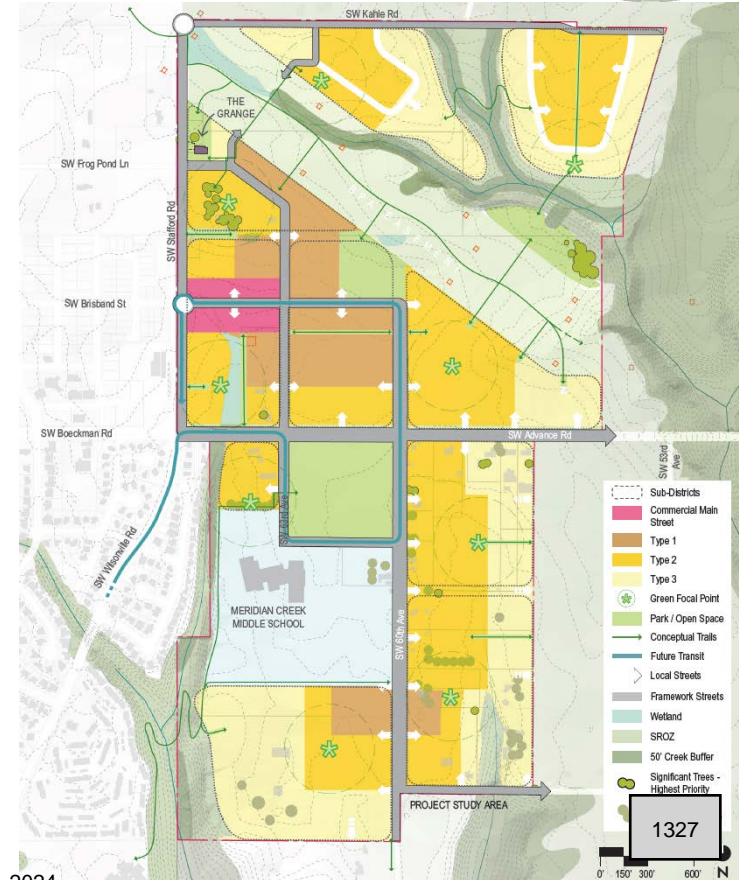 SW Kahle Rd
THE
GRANGE
SW Frog Pond Ln
SW Stafford Rd
SW Brisband St
SW Boeckman Rd
SW Advance Rd
SW 53rd
Ave
SW 63rd Ave
SW Wilsonville Rd
MERIDIAN CREEK
MIDDLE SCHOOL
SW 60th Ave
PROJECT STUDY AREA
Sub-Districts
Commercial Main
Street
Type 1
Type 2
Type 3
Green Focal Point
Park / Open Space
Conceptual Trails
Future Transit
Local Streets
Framework Streets
Wetland
SROZ
50' Creek Buffer
Significant Trees -
Highest Priority
1327
0' 150' 300' 600' N
2024